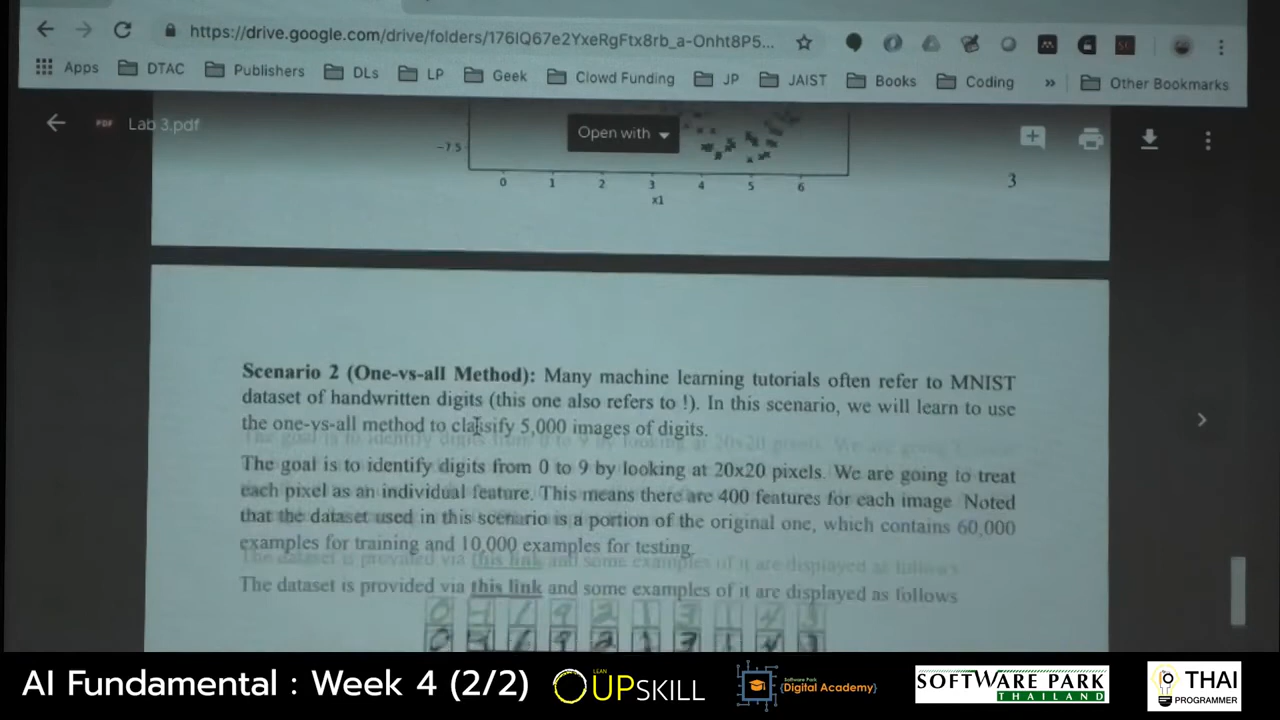 https://drive.google.com/drive/folders/176IQ67e2YxeRgFtx8rb_a-Onht8P5...
Apps DTAC Publishers DLs LP Geek Clowd Funding JP JAIST Books Coding » Other Bookmarks
PDF Lab 3.pdf
Open with
-7.5
0 1 2 3 4 5 6
x1
3
Scenario 2 (One-vs-all Method): Many machine learning tutorials often refer to MNIST
dataset of handwritten digits (this one also refers to !). In this scenario, we will learn to use
the one-vs-all method to classify 5,000 images of digits.
The goal is to identify digits from 0 to 9 by looking at 20x20 pixels. We are going to treat
each pixel as an individual feature. This means there are 400 features for each image. Noted
that the dataset used in this scenario is a portion of the original one, which contains 60,000
examples for training and 10,000 examples for testing.
The dataset is provided via this link and some examples of it are displayed as follows
AI Fundamental : Week 4 (2/2)
LEAN
UPSKILL
Software Park
{Digital Academy}
SOFTWARE PARK
THAILAND
THAI
PROGRAMMER